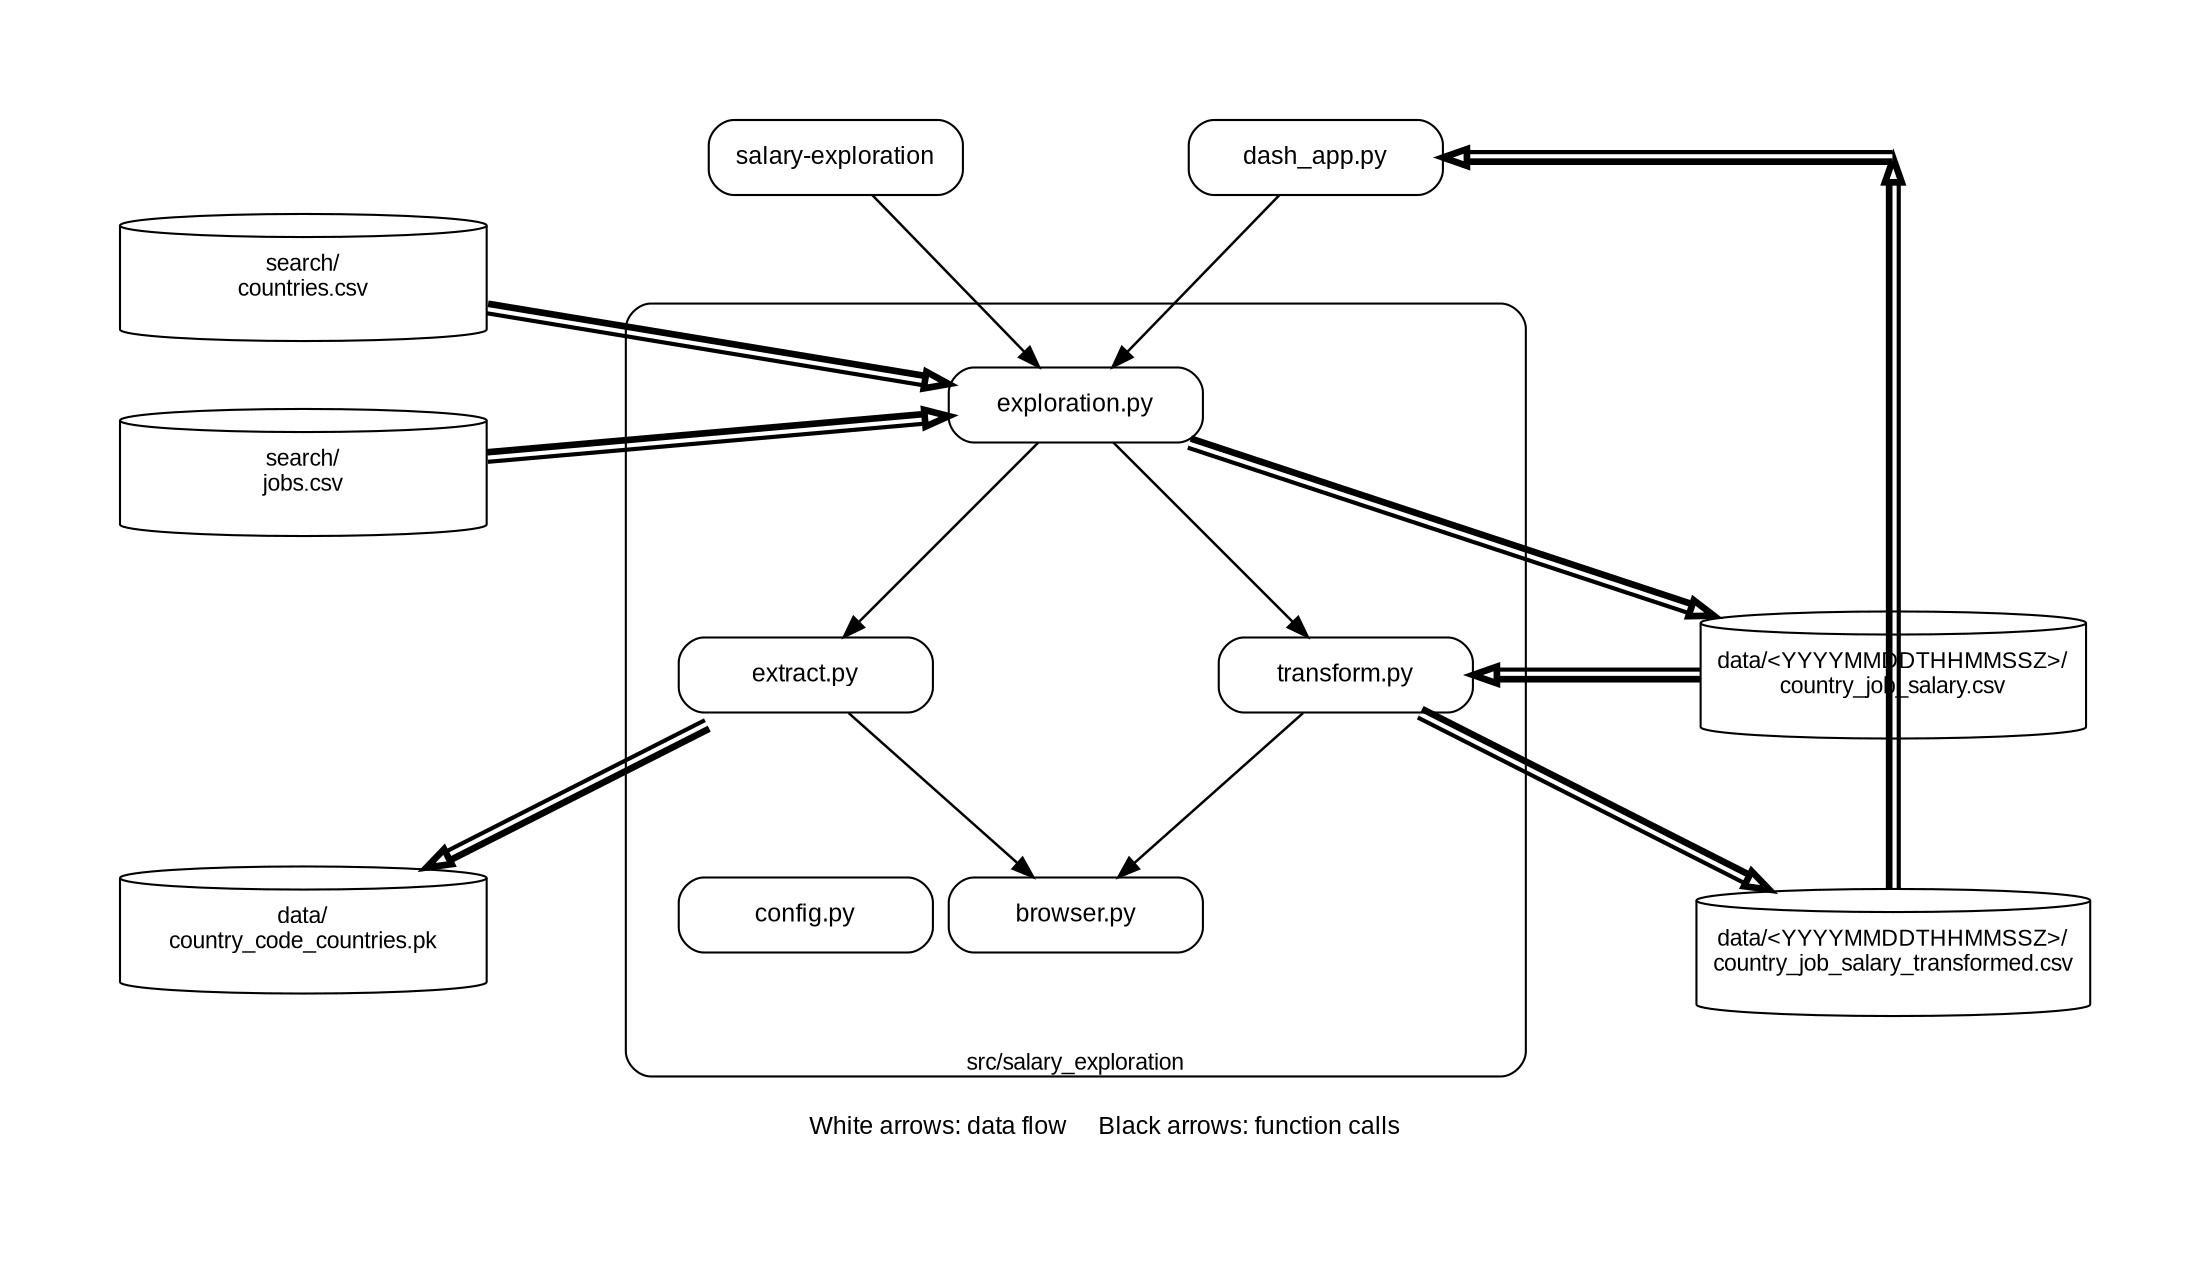 salary-exploration
dash_app.py
search/
countries.csv
exploration.py
search/
jobs.csv
extract.py
transform.py
data/<YYYYMMDDTHHMMSSZ>/
country_job_salary.csv
data/
country_code_countries.pk
config.py
browser.py
data/<YYYYMMDDTHHMMSSZ>/
country_job_salary_transformed.csv
src/salary_exploration
White arrows: data flow     Black arrows: function calls